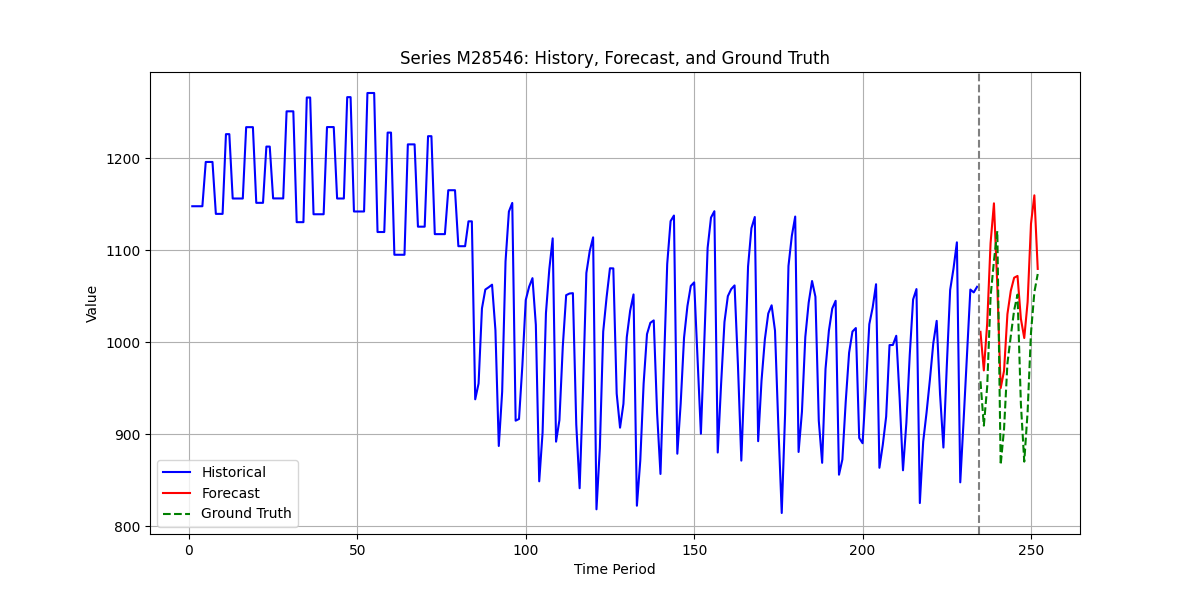 Series M28546: History, Forecast, and Ground Truth
Value
1200
1100
1000
900
800
Historical
Forecast
Ground Truth
0
50
100
150
200
250
Time Period